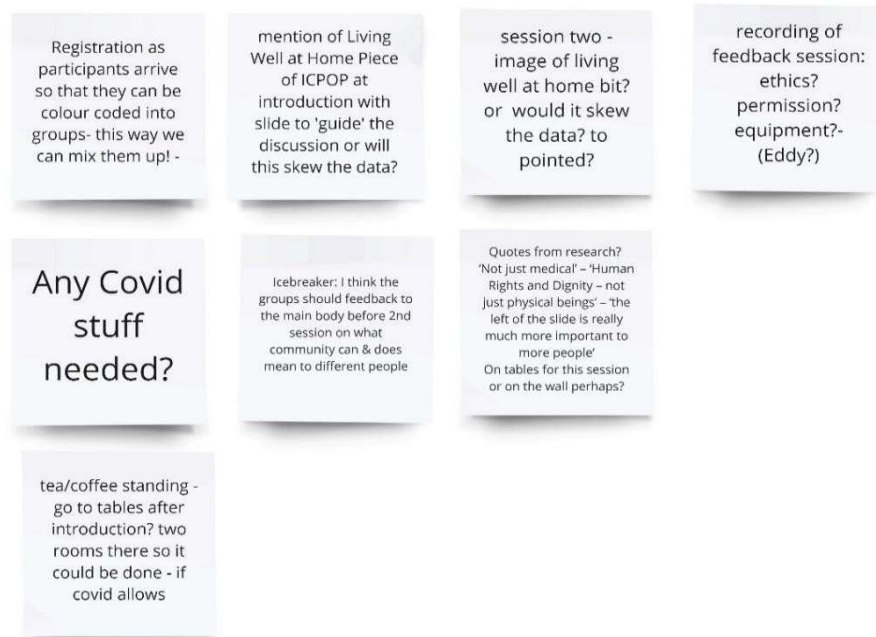 Registration as
participants arrive
so that they can be
colour coded into
groups- this way we
can mix them up! -
mention of Living
Well at Home Piece
of ICPOP at
introduction with
slide to 'guide' the
discussion or will
this skew the data?
session two -
image of living
well at home bit?
or would it skew
the data? to
pointed?
recording of
feedback session:
ethics?
permission?
equipment?-
(Eddy?)
Any Covid
stuff
needed?
Icebreaker: I think the
groups should feedback to
the main body before 2nd
session on what
community can & does
mean to different people
Quotes from research?
'Not just medical' – 'Human
Rights and Dignity – not
just physical beings' – 'the
left of the slide is really
much more important to
more people'
On tables for this session
or on the wall perhaps?
tea/coffee standing -
go to tables after
introduction? two
rooms there so it
could be done - if
covid allows